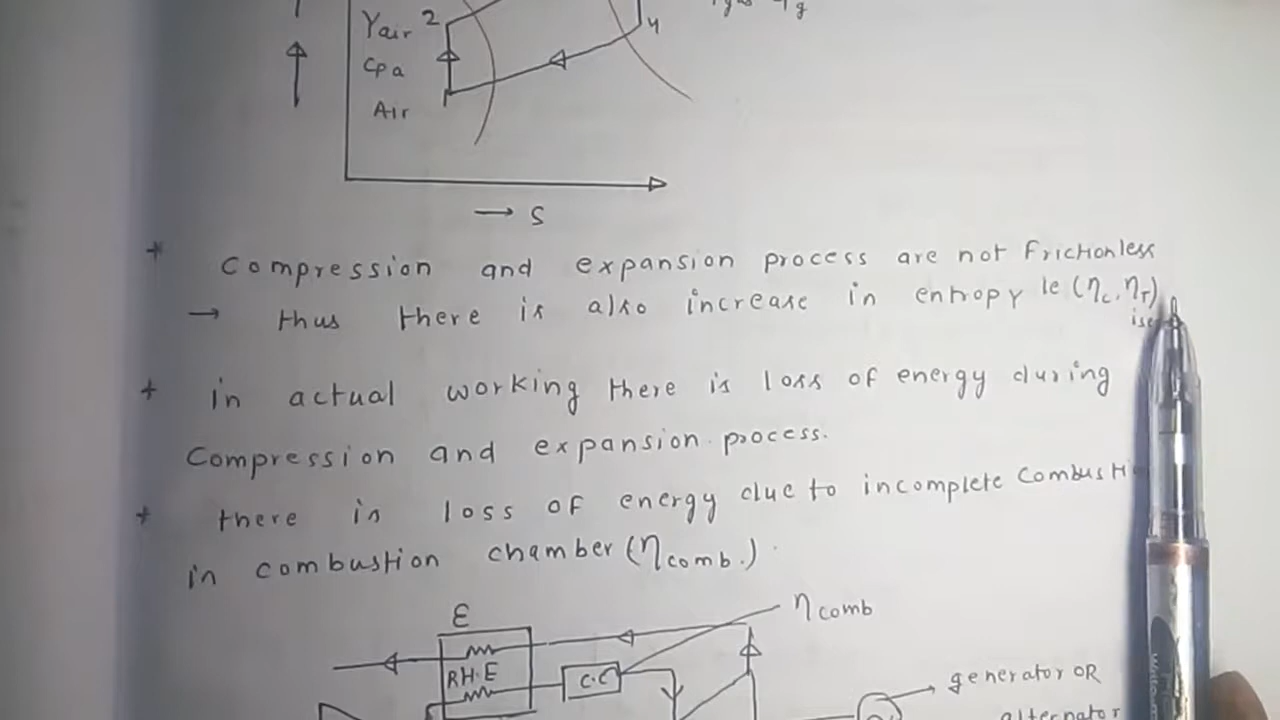 Yair 2
4
Cpa
Air
→ S
+ Compression and expansion process are not frictionless
→ thus there is also increase in entropy ie (ηc, ηT)
+ in actual working there is loss of energy during
Compression and expansion process.
+ there is loss of energy due to incomplete
in combustion chamber (ηcomb.)
ε
ηcomb
RH.E
C.C
generator OR
alternator